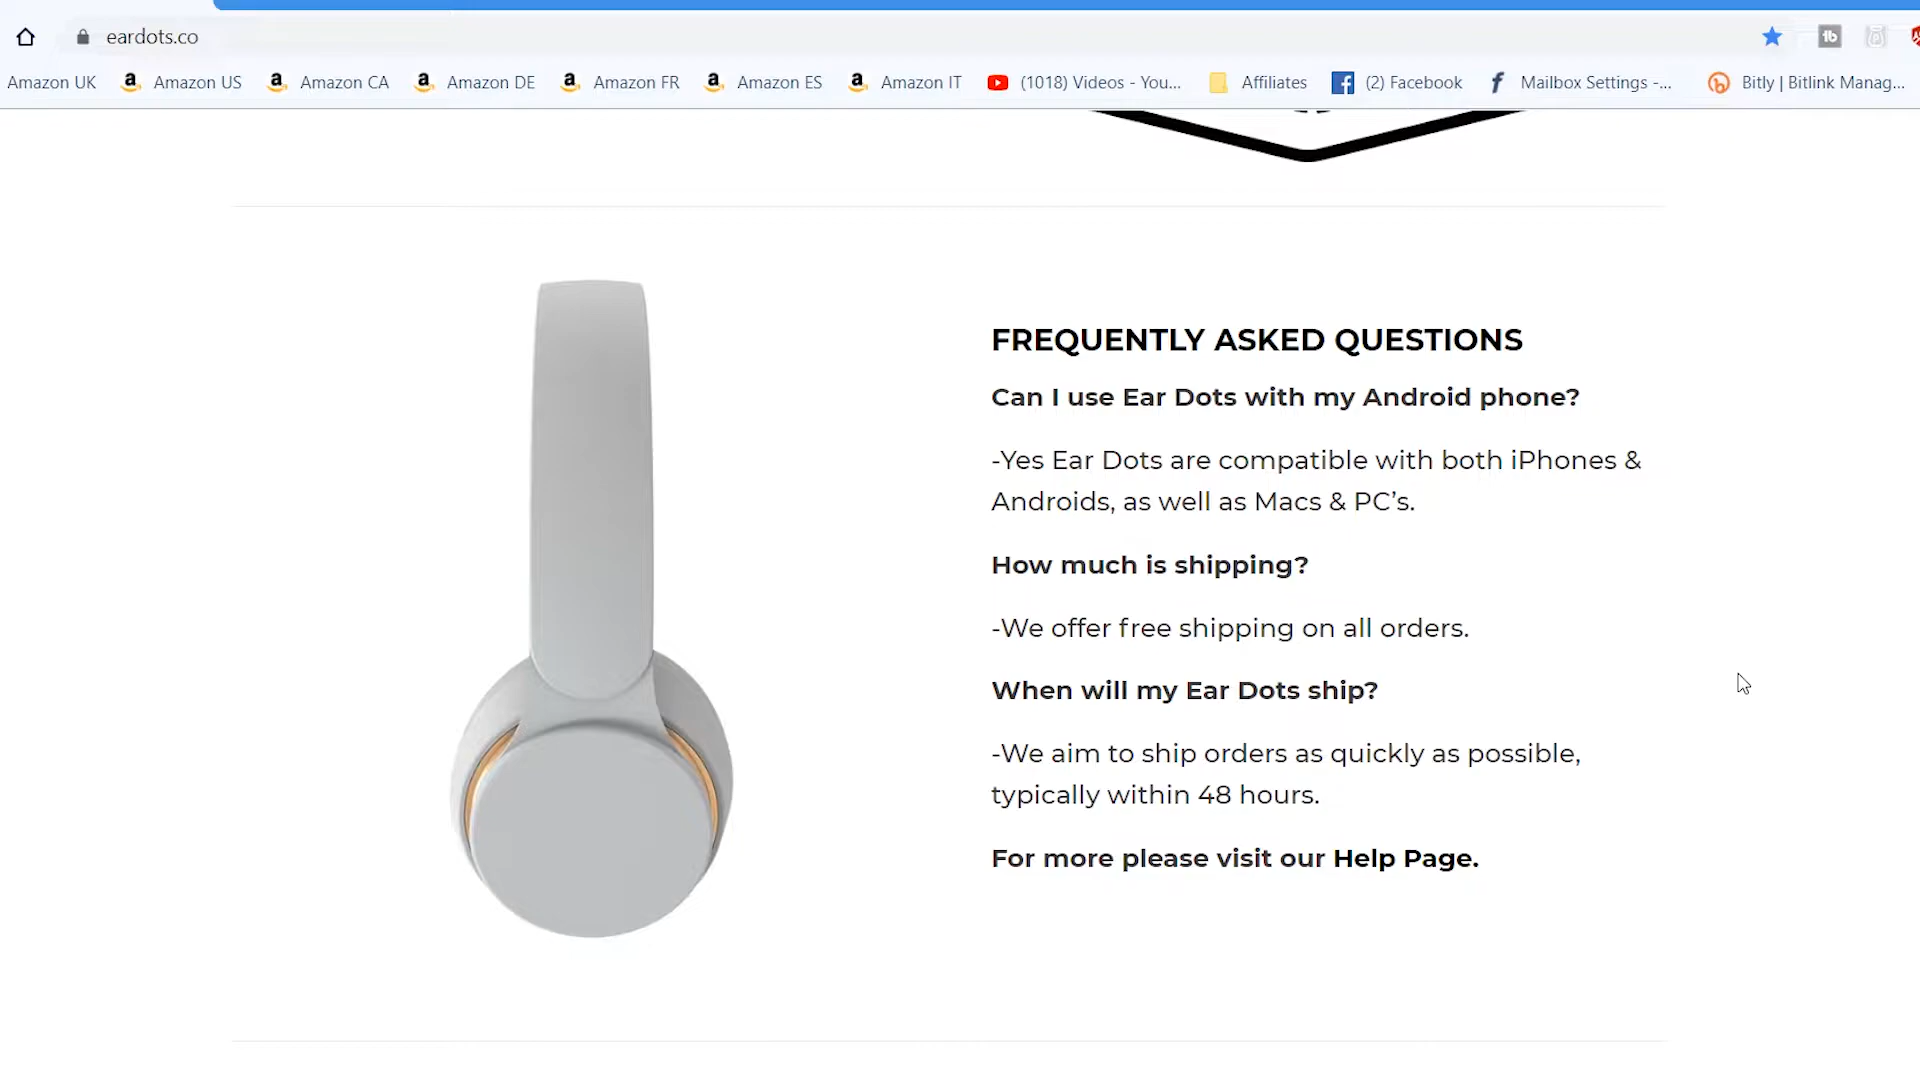 eardots.co
Amazon UK Amazon US Amazon CA Amazon DE Amazon FR Amazon ES Amazon IT (1018) Videos - You... Affiliates (2) Facebook Mailbox Settings -... Bitly | Bitlink Manag...
FREQUENTLY ASKED QUESTIONS
Can I use Ear Dots with my Android phone?
-Yes Ear Dots are compatible with both iPhones &
Androids, as well as Macs & PC’s.
How much is shipping?
-We offer free shipping on all orders.
When will my Ear Dots ship?
-We aim to ship orders as quickly as possible,
typically within 48 hours.
For more please visit our Help Page.